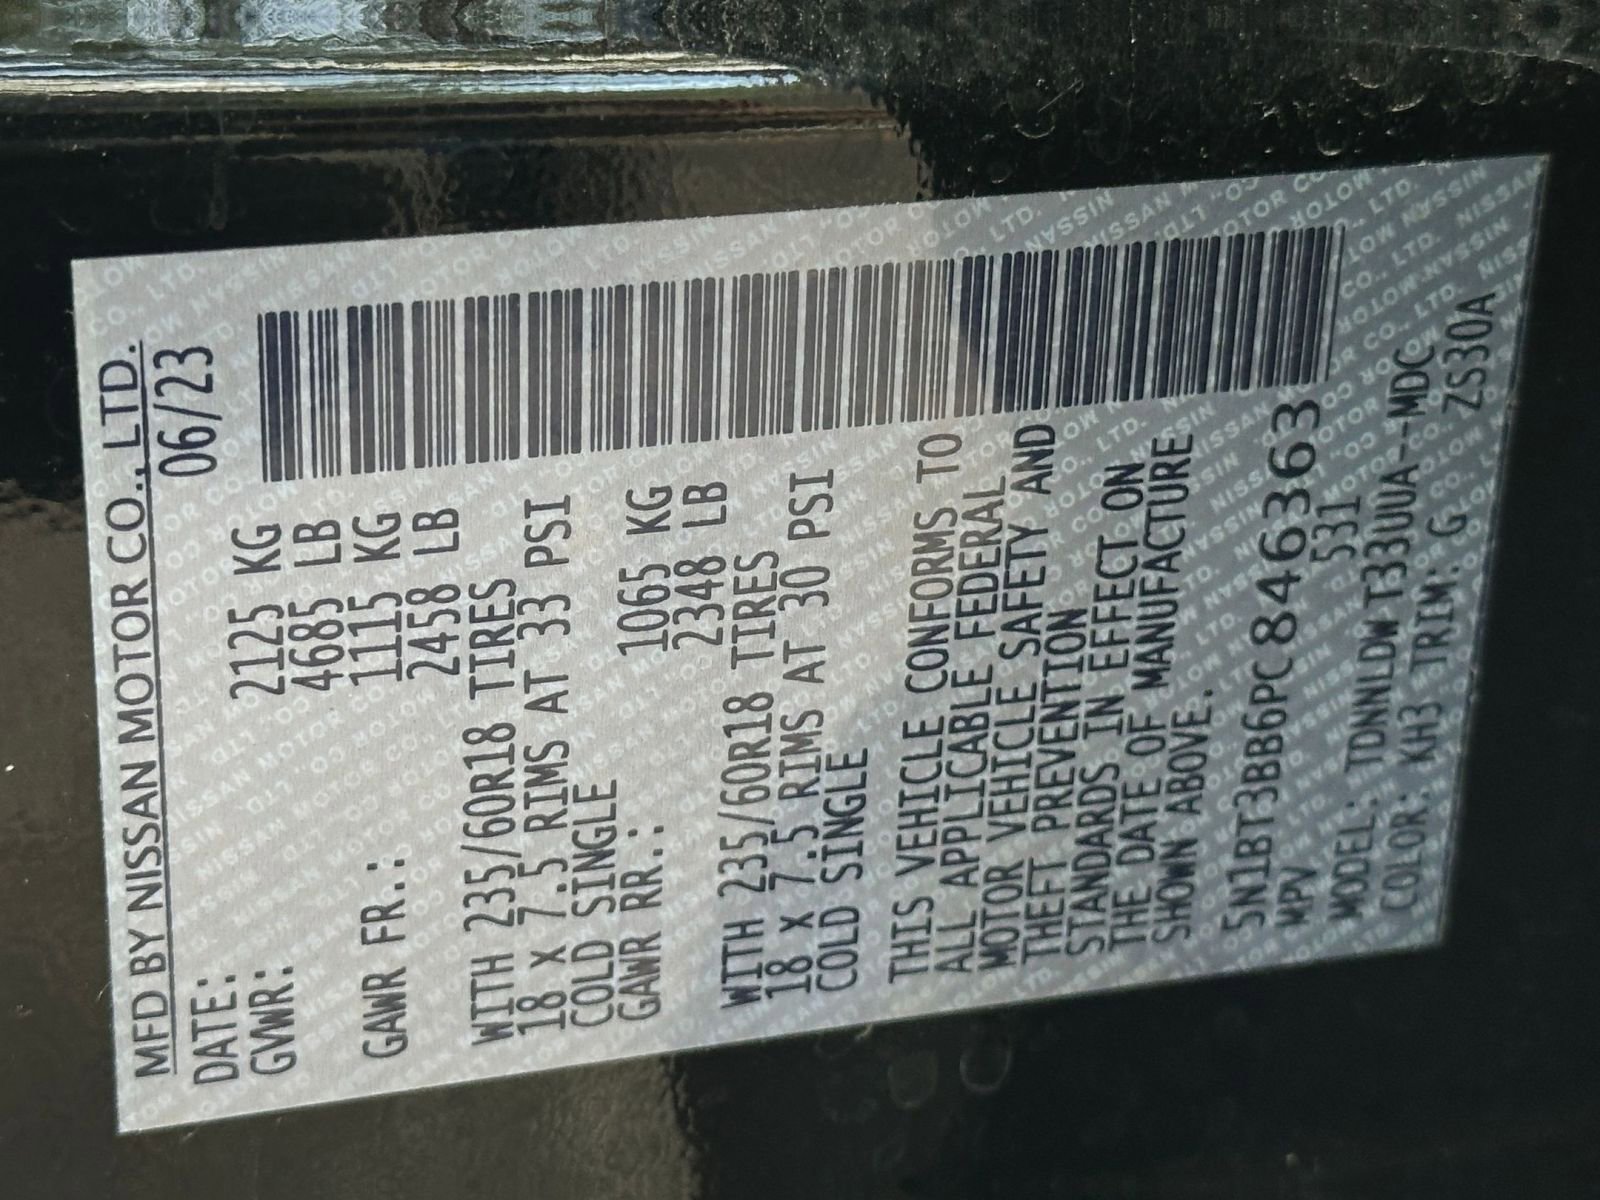 MFD BY NISSAN MOTOR CO., LTD.
DATE: 06/23
GVWR: 2125 KG
4685 LB
GAWR FR.: 1115 KG
2458 LB
WITH 235/60R18 TIRES
18 X 7.5 RIMS AT 33 PSI
COLD SINGLE
GAWR RR.: 1065 KG
2348 LB
WITH 235/60R18 TIRES
18 X 7.5 RIMS AT 30 PSI
COLD SINGLE
THIS VEHICLE CONFORMS TO
ALL APPLICABLE FEDERAL
MOTOR VEHICLE SAFETY AND
THEFT PREVENTION
STANDARDS IN EFFECT ON
THE DATE OF MANUFACTURE
SHOWN ABOVE.
5N1BT3BB6PC846363
MPV 531
MODEL: TDNNLDW T33UUA--MDC
COLOR: KH3 TRIM: G ZS30A